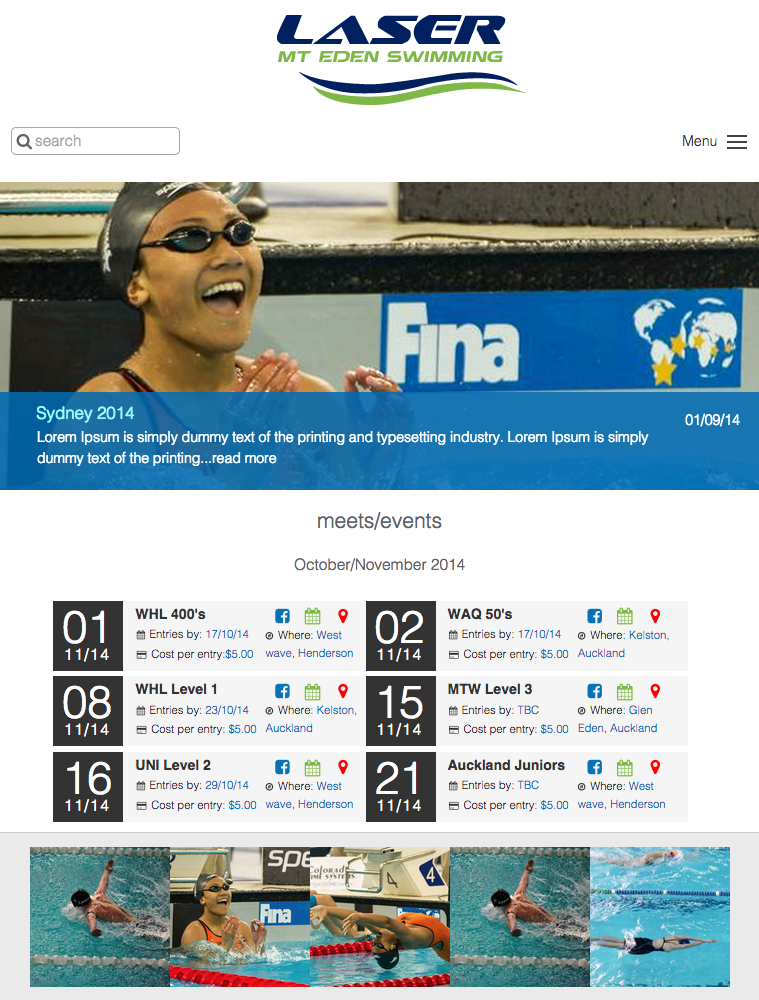 LASER
MT EDEN SWIMMING
search
Menu
speedo
Fina
Sydney 2014
01/09/14
Lorem Ipsum is simply dummy text of the printing and typesetting industry. Lorem Ipsum is simply
dummy text of the printing...read more
meets/events
October/November 2014
01
11/14
WHL 400's
Entries by: 17/10/14
Cost per entry:$5.00
Where: West
wave, Henderson
02
11/14
WAQ 50's
Entries by: 17/10/14
Cost per entry: $5.00
Where: Kelston,
Auckland
08
11/14
WHL Level 1
Entries by: 23/10/14
Cost per entry: $5.00
Where: Kelston,
Auckland
15
11/14
MTW Level 3
Entries by: TBC
Cost per entry: $5.00
Where: Glen
Eden, Auckland
16
11/14
UNI Level 2
Entries by: 29/10/14
Cost per entry: $5.00
Where: West
wave, Henderson
21
11/14
Auckland Juniors
Entries by: TBC
Cost per entry: $5.00
Where: West
wave, Henderson
spe
Fina
Colorado
TIME SYSTEMS
4
4